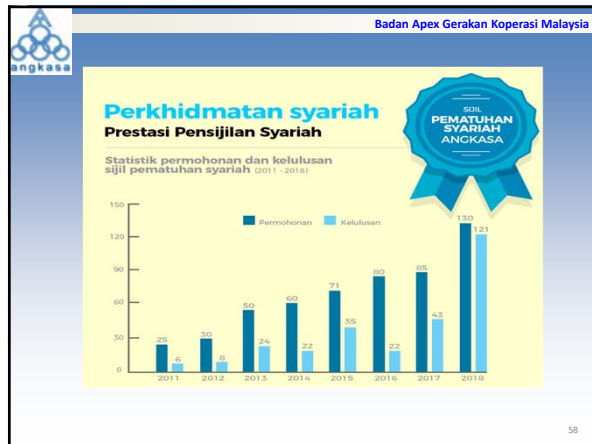 Badan Apex Gerakan Koperasi Malaysia
angkasa
Perkhidmatan syariah
Prestasi Pensijilan Syariah
SIJIL
PEMATUHAN
SYARIAH
ANGKASA
Statistik permohonan dan kelulusan
sijil pematuhan syariah (2011 - 2018)
Permohonan Kelulusan
150
120
90
60
30
0
25 6
30 8
50 24
60 22
71 35
80 22
85 43
130 121
2011 2012 2013 2014 2015 2016 2017 2018
58